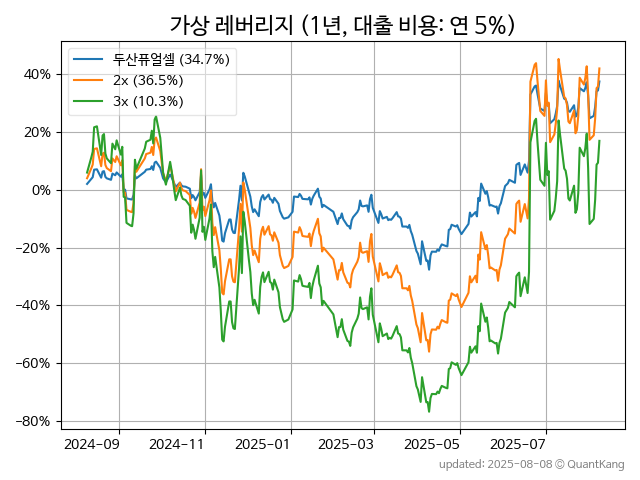 가상 레버리지 (1년, 대출 비용: 연 5%)
두산퓨얼셀 (34.7%)
2x (36.5%)
3x (10.3%)
40%
20%
0%
−20%
−40%
−60%
−80%
2024-09 2024-11 2025-01 2025-03 2025-05 2025-07
updated: 2025-08-08 © QuantKang